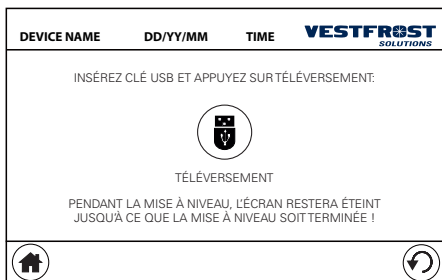 DEVICE NAME DD/YY/MM TIME VESTFROST
SOLUTIONS
INSÉREZ CLÉ USB ET APPUYEZ SUR TÉLÉVERSEMENT:
TÉLÉVERSEMENT
PENDANT LA MISE À NIVEAU, L'ÉCRAN RESTERA ÉTEINT
JUSQU'À CE QUE LA MISE À NIVEAU SOIT TERMINÉE !